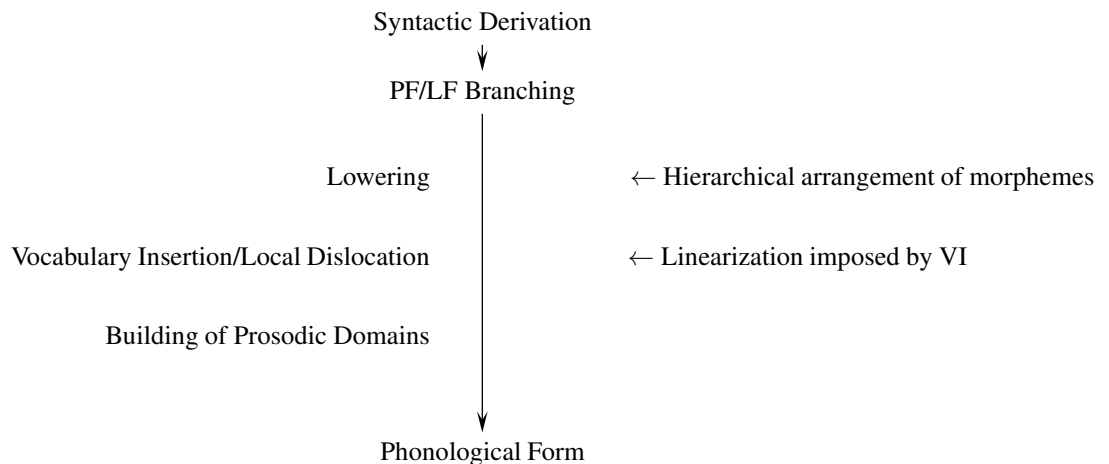 Syntactic Derivation
PF/LF Branching
Lowering ← Hierarchical arrangement of morphemes
Vocabulary Insertion/Local Dislocation ← Linearization imposed by VI
Building of Prosodic Domains
Phonological Form